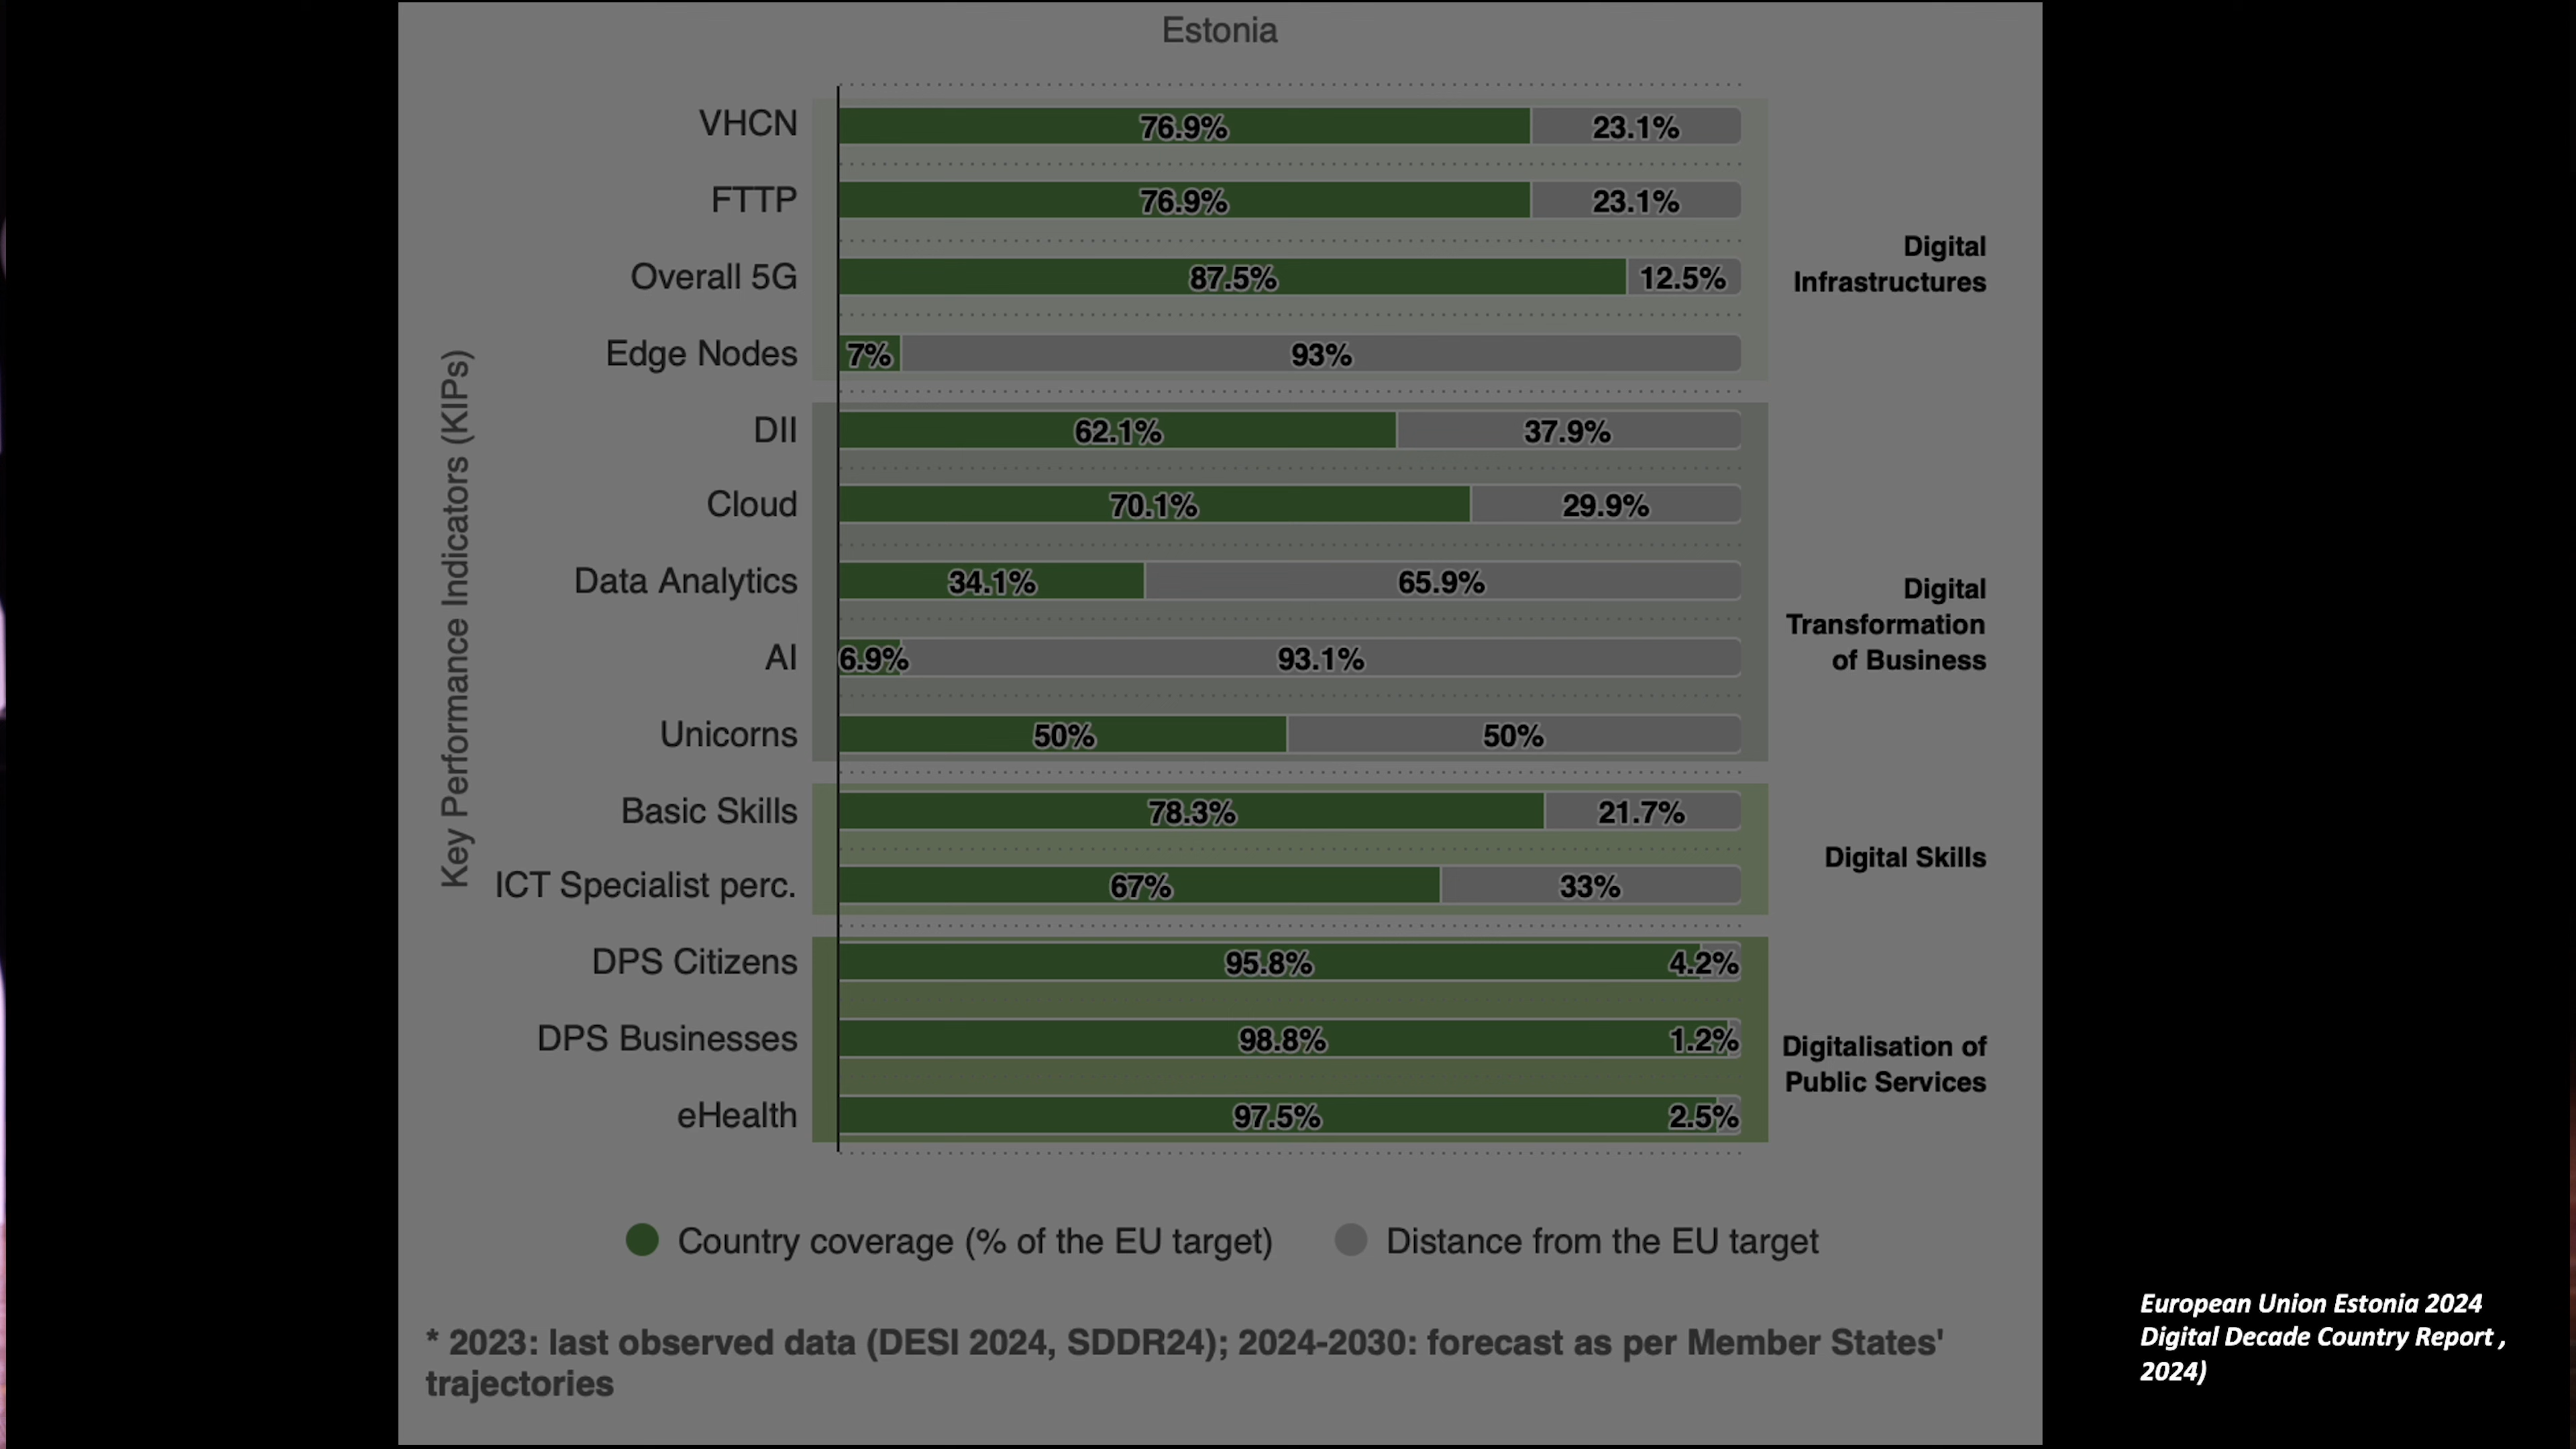 Estonia
Key Performance Indicators (KIPs)
VHCN 76.9% 23.1%
FTTP 76.9% 23.1%
Overall 5G 87.5% 12.5%
Edge Nodes 7% 93%
Digital
Infrastructures
DII 62.1% 37.9%
Cloud 70.1% 29.9%
Data Analytics 34.1% 65.9%
AI 6.9% 93.1%
Unicorns 50% 50%
Digital
Transformation
of Business
Basic Skills 78.3% 21.7%
ICT Specialist perc. 67% 33%
Digital Skills
DPS Citizens 95.8% 4.2%
DPS Businesses 98.8% 1.2%
eHealth 97.5% 2.5%
Digitalisation of
Public Services
Country coverage (% of the EU target) Distance from the EU target
* 2023: last observed data (DESI 2024, SDDR24); 2024-2030: forecast as per Member States'
trajectories
European Union Estonia 2024
Digital Decade Country Report ,
2024)